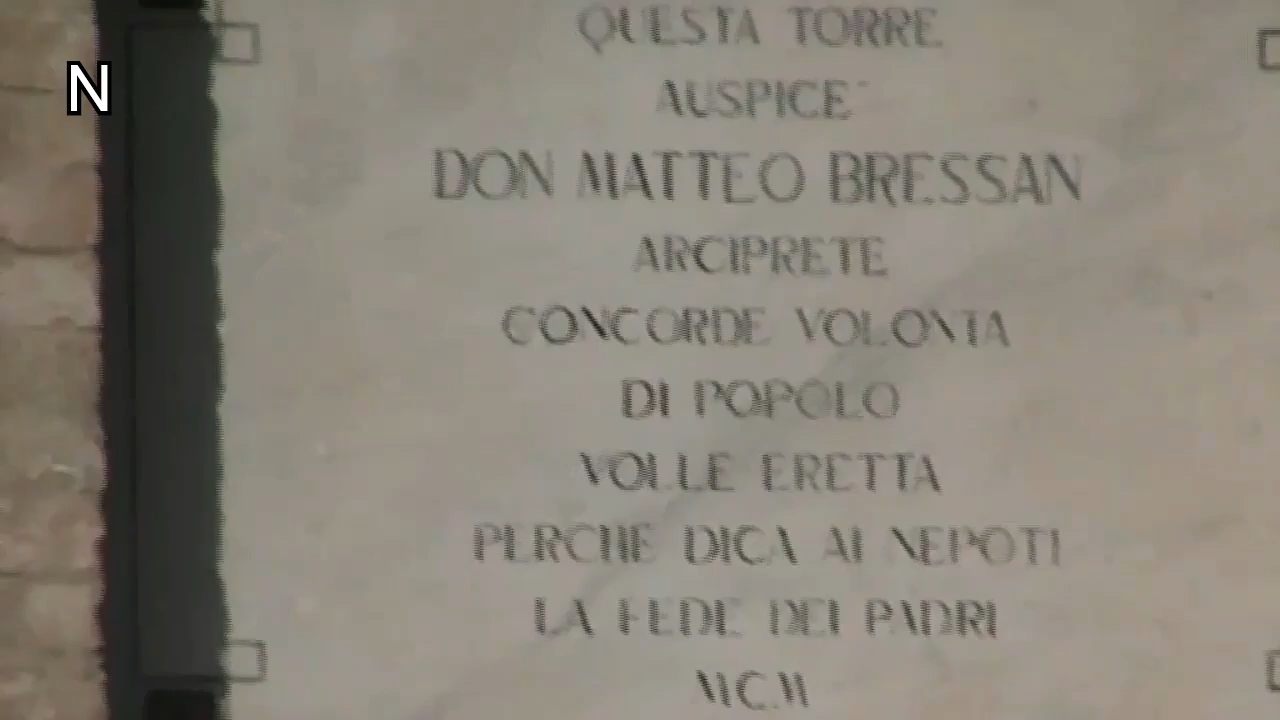 N
QUESTA TORRE
AUSPICE
DON MATTEO BRESSAN
ARCIPRETE
CONCORDE VOLONTA
DI POPOLO
VOLLE ERETTA
PERCHE DICA AI NEPOTI
LA FEDE DEI PADRI
MCM